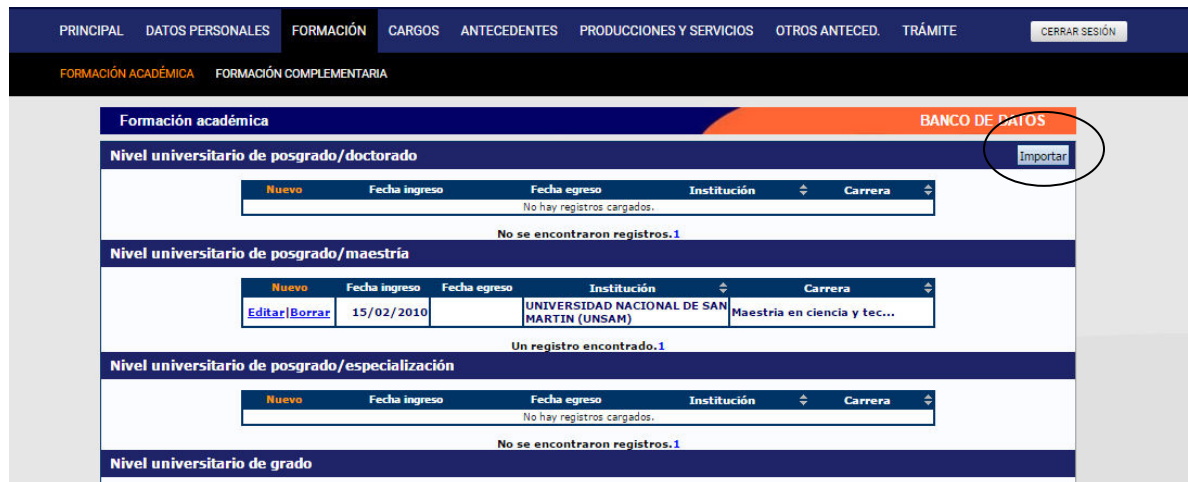 PRINCIPAL DATOS PERSONALES FORMACIÓN CARGOS ANTECEDENTES PRODUCCIONES Y SERVICIOS OTROS ANTECED. TRÁMITE CERRAR SESIÓN
FORMACIÓN ACADÉMICA FORMACIÓN COMPLEMENTARIA
Formación académica BANCO DE DATOS
Nivel universitario de posgrado/doctorado Importar
Nuevo Fecha ingreso Fecha egreso Institución Carrera
No hay registros cargados.
No se encontraron registros.1
Nivel universitario de posgrado/maestría
Nuevo Fecha ingreso Fecha egreso Institución Carrera
Editar|Borrar 15/02/2010 UNIVERSIDAD NACIONAL DE SAN MARTIN (UNSAM) Maestria en ciencia y tec...
Un registro encontrado.1
Nivel universitario de posgrado/especialización
Nuevo Fecha ingreso Fecha egreso Institución Carrera
No hay registros cargados.
No se encontraron registros.1
Nivel universitario de grado